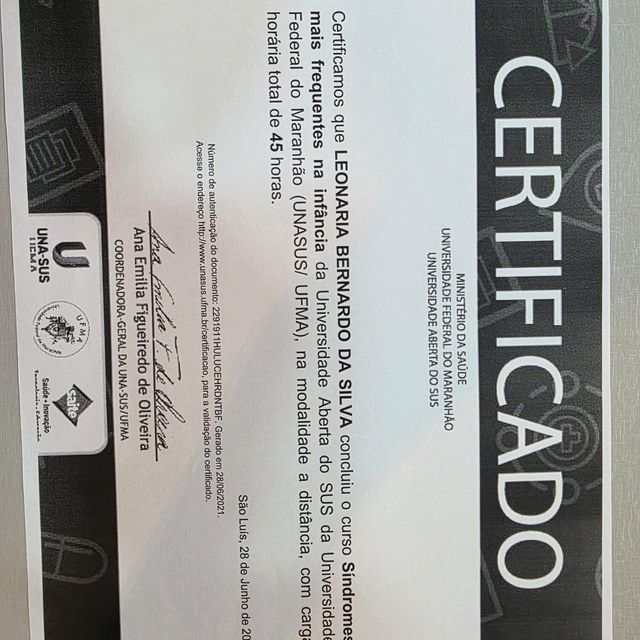 CERTIFICADO
MINISTÉRIO DA SAÚDE
UNIVERSIDADE FEDERAL DO MARANHÃO
UNIVERSIDADE ABERTA DO SUS
Certificamos que LEONARIA BERNARDO DA SILVA concluiu o curso Síndromes
mais frequentes na infância da Universidade Aberta do SUS da Universidade
Federal do Maranhão (UNASUS/ UFMA), na modalidade a distância, com carga
horária total de 45 horas.
São Luís, 28 de Junho de 20
Número de autenticação do documento: 2291911HULUCEHRDNTBF. Gerado em 28/06/2021.
Acesse o endereço http://www.unasus.ufma.br/certificacao, para a validação do certificado.
Ana Emilia Figueiredo de Oliveira
COORDENADORA-GERAL DA UNA-SUS/UFMA
UNA-SUS
UFMA
UFMA
saite
Saúde • Inovação
Tecnologia • Educação